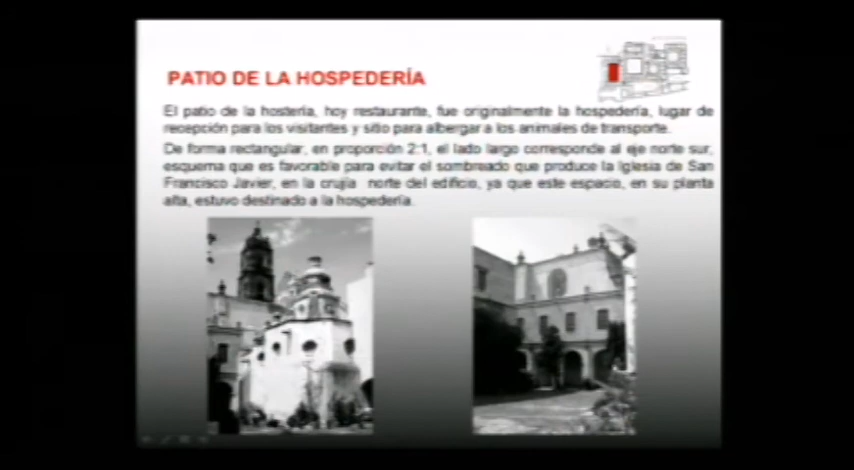 PATIO DE LA HOSPEDERÍA
El patio de la hostería, hoy restaurante, fue originalmente la hospedería, lugar de
recepción para los visitantes y sitio para albergar a los animales de transporte.
De forma rectangular, en proporción 2:1, el lado largo corresponde al eje norte sur,
esquema que es favorable para evitar el sombreado que produce la Iglesia de San
Francisco Javier, en la crujía norte del edificio, ya que este espacio, en su planta
alta, estuvo destinado a la hospedería.